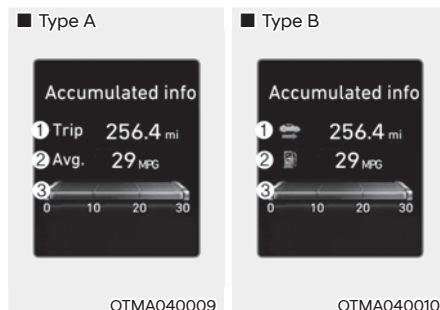 ■ Type A
Accumulated info
1 Trip 256.4 mi
2 Avg. 29 MPG
3
0 10 20 30
OTMA040009
■ Type B
Accumulated info
1 256.4 mi
2 29 MPG
3
0 10 20 30
OTMA040010